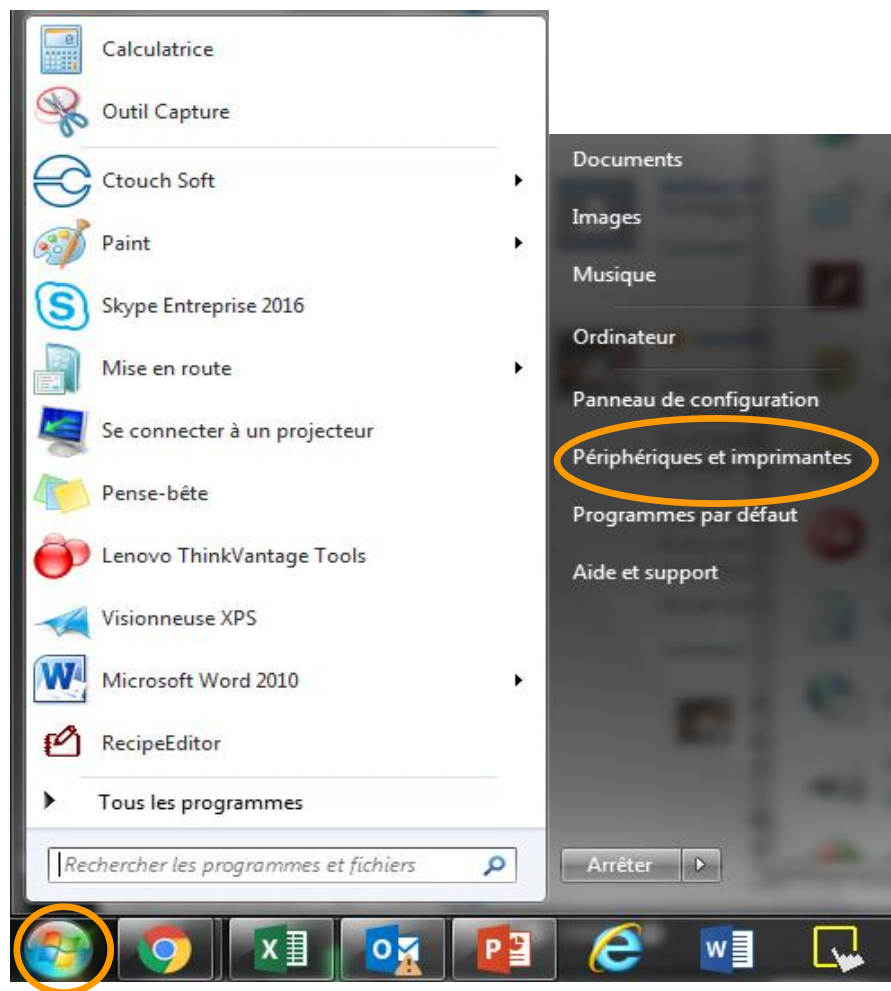 Calculatrice
Outil Capture
Ctouch Soft
Paint
Skype Entreprise 2016
Mise en route
Se connecter à un projecteur
Pense-bête
Lenovo ThinkVantage Tools
Visionneuse XPS
Microsoft Word 2010
RecipeEditor
Tous les programmes
Rechercher les programmes et fichiers
Documents
Images
Musique
Ordinateur
Panneau de configuration
Périphériques et imprimantes
Programmes par défaut
Aide et support
Arrêter